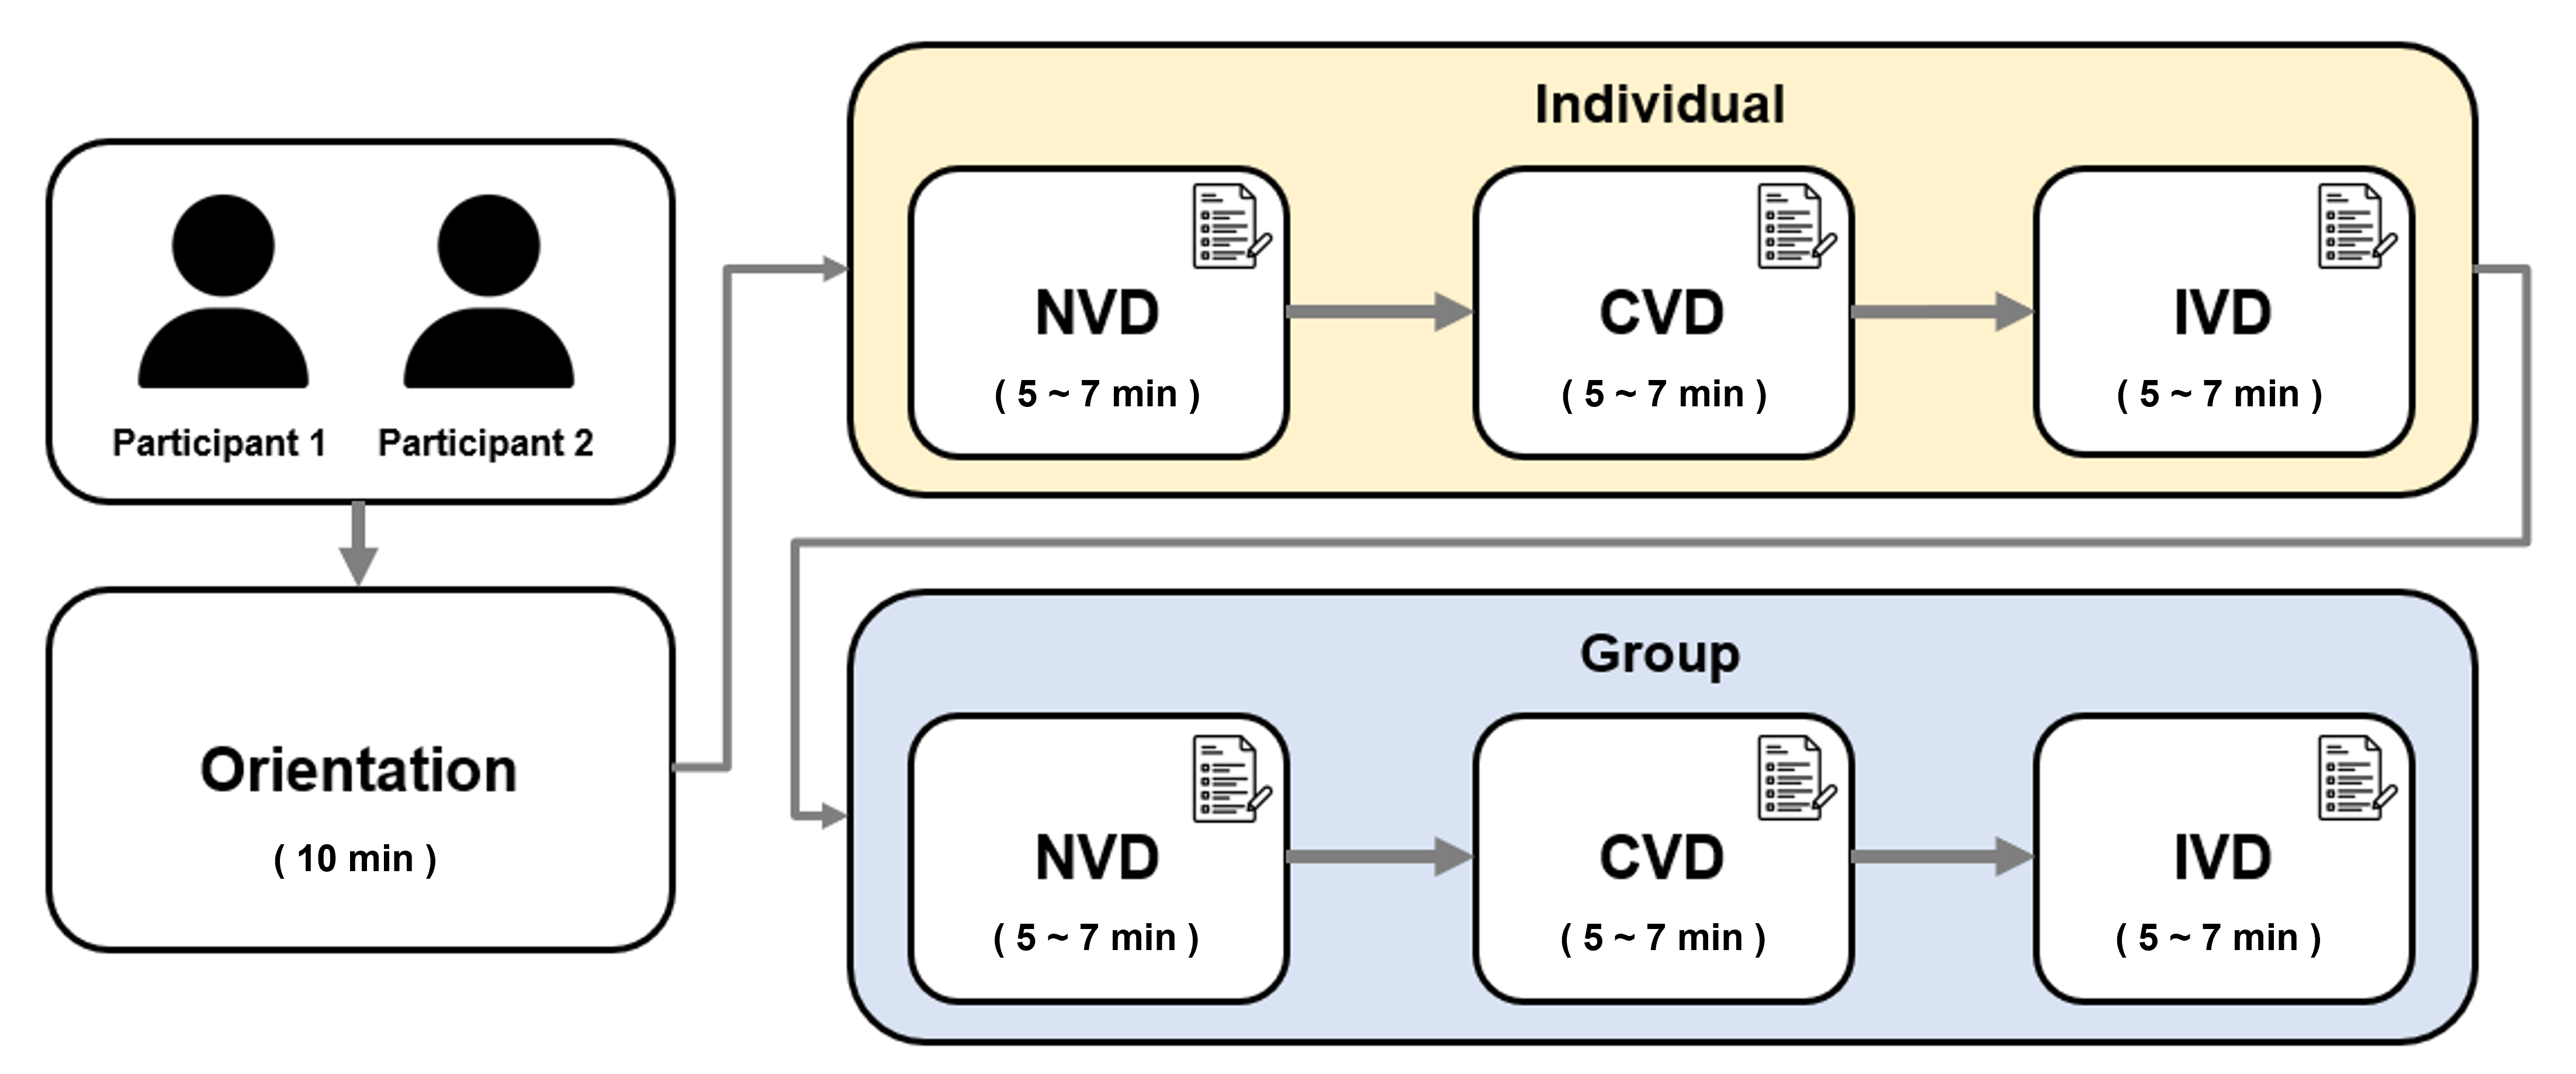 Participant 1
Participant 2
Orientation
( 10 min )
Individual
NVD
( 5 ~ 7 min )
CVD
( 5 ~ 7 min )
IVD
( 5 ~ 7 min )
Group
NVD
( 5 ~ 7 min )
CVD
( 5 ~ 7 min )
IVD
( 5 ~ 7 min )